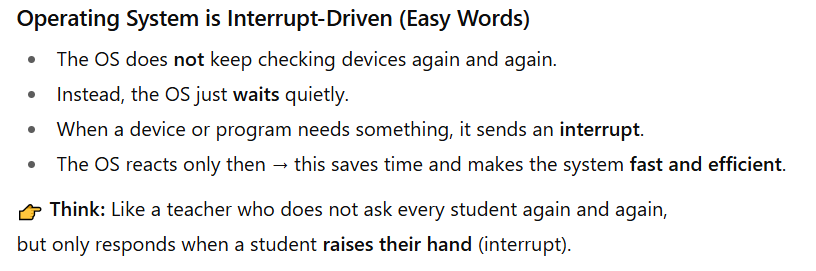 Operating System is Interrupt-Driven (Easy Words)
• The OS does not keep checking devices again and again.
• Instead, the OS just waits quietly.
• When a device or program needs something, it sends an interrupt.
• The OS reacts only then → this saves time and makes the system fast and efficient.
👉 Think: Like a teacher who does not ask every student again and again,
but only responds when a student raises their hand (interrupt).